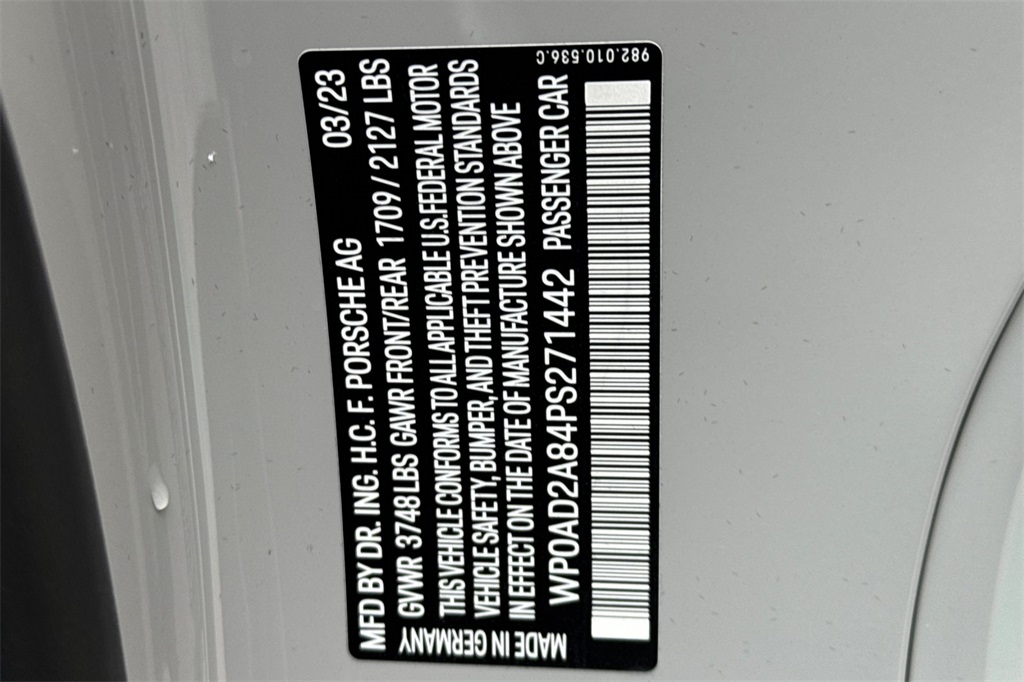 MFD BY DR. ING. H.C. F. PORSCHE AG 03/23
GVWR 3748 LBS GAWR FRONT/REAR 1709 / 2127 LBS
THIS VEHICLE CONFORMS TO ALL APPLICABLE U.S.FEDERAL MOTOR
VEHICLE SAFETY, BUMPER, AND THEFT PREVENTION STANDARDS
IN EFFECT ON THE DATE OF MANUFACTURE SHOWN ABOVE
WP0AD2A84PS271442 PASSENGER CAR
MADE IN GERMANY
982.010.536.C